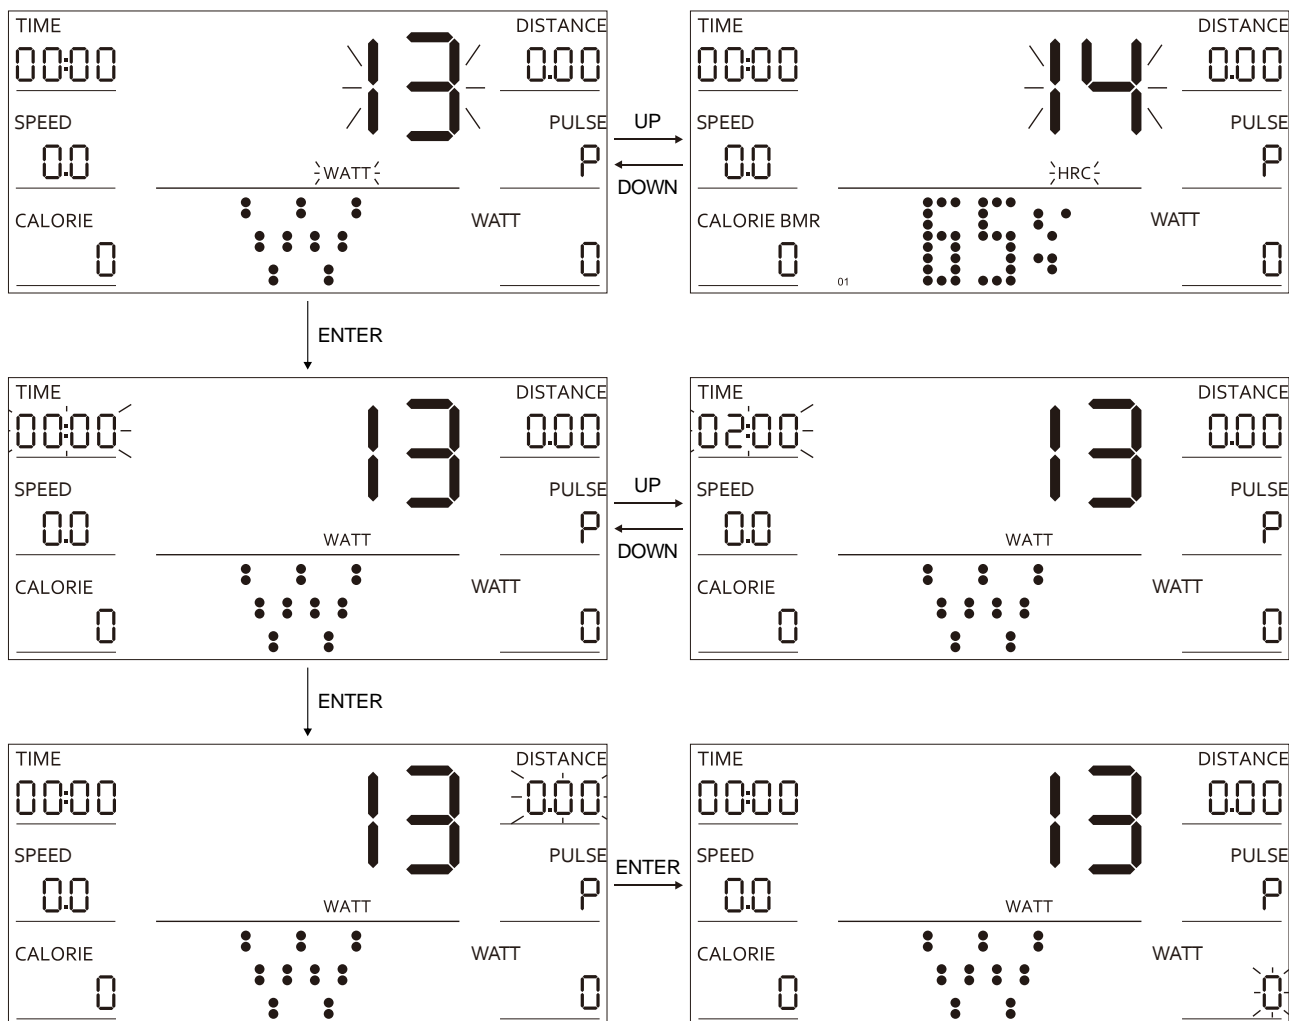 TIME
13
DISTANCE
00:00
0.00
SPEED
PULSE
0.0
P
WATT
CALORIE
W
WATT
0
0
UP
DOWN
TIME
14
DISTANCE
00:00
0.00
SPEED
PULSE
0.0
P
HRC
CALORIE BMR
65%
WATT
0
01
0
ENTER
TIME
13
DISTANCE
00:00
0.00
SPEED
PULSE
0.0
P
WATT
CALORIE
W
WATT
0
0
UP
DOWN
TIME
13
DISTANCE
02:00
0.00
SPEED
PULSE
0.0
P
WATT
CALORIE
W
WATT
0
0
ENTER
TIME
13
DISTANCE
00:00
0.00
SPEED
PULSE
0.0
P
WATT
CALORIE
W
WATT
0
0
ENTER
TIME
13
DISTANCE
00:00
0.00
SPEED
PULSE
0.0
P
WATT
CALORIE
W
WATT
0
0